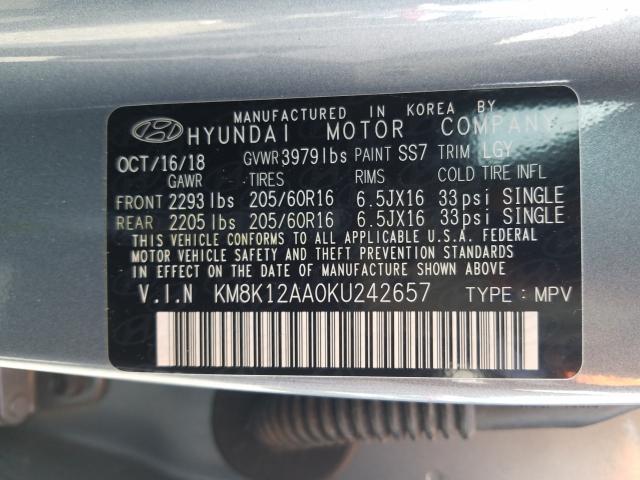 MANUFACTURED IN KOREA BY
HYUNDAI MOTOR COMPANY
OCT/16/18 GVWR 3979lbs PAINT SS7 TRIM LGY
GAWR TIRES RIMS COLD TIRE INFL
FRONT 2293lbs 205/60R16 6.5JX16 33psi SINGLE
REAR 2205lbs 205/60R16 6.5JX16 33psi SINGLE
THIS VEHICLE CONFORMS TO ALL APPLICABLE U.S.A. FEDERAL
MOTOR VEHICLE SAFETY BUMPER, AND THEFT PREVENTION STANDARDS
IN EFFECT ON THE DATE OF MANUFACTURE SHOWN ABOVE.
V.I.N KM8K12AA0KU242657 TYPE : MPV